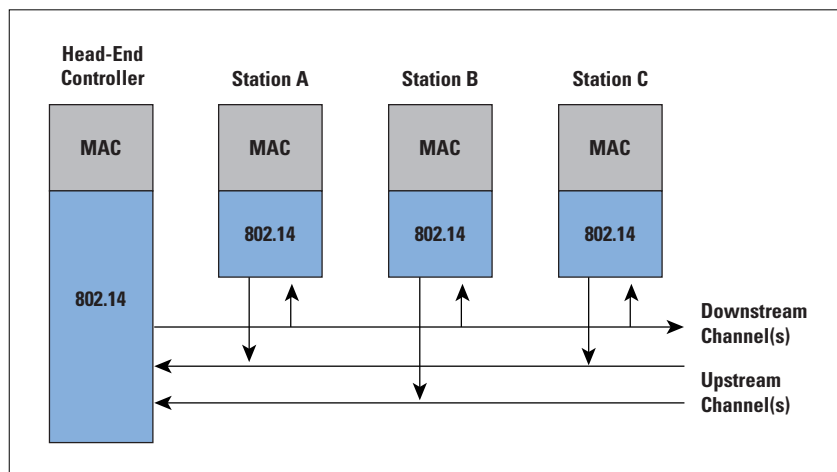 Head-End
Controller
Station A
Station B
Station C
MAC
MAC
MAC
MAC
802.14
802.14
802.14
802.14
Downstream
Channel(s)
Upstream
Channel(s)